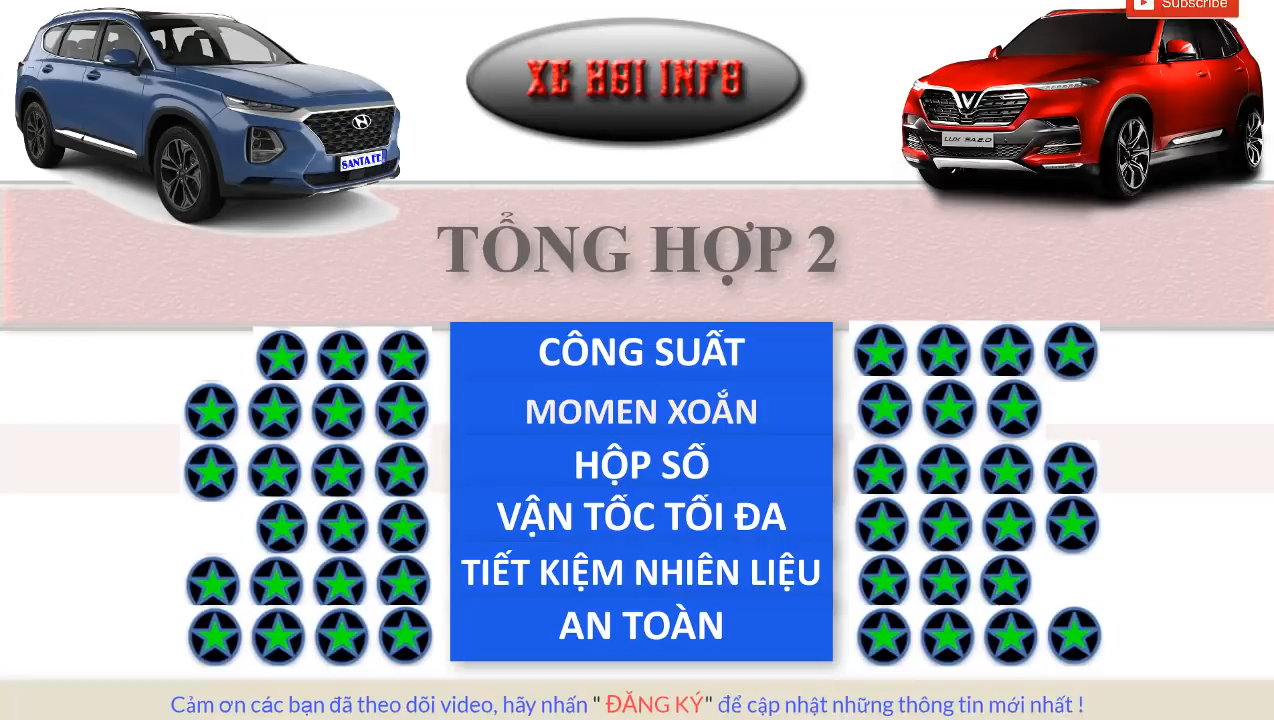 Subscribe
XE HƠI INFO
SANTA FE
LUX SA2.0
TỔNG HỢP 2
CÔNG SUẤT
MOMEN XOẮN
HỘP SỐ
VẬN TỐC TỐI ĐA
TIẾT KIỆM NHIÊN LIỆU
AN TOÀN
Cảm ơn các bạn đã theo dõi video, hãy nhấn " ĐĂNG KÝ" để cập nhật những thông tin mới nhất !